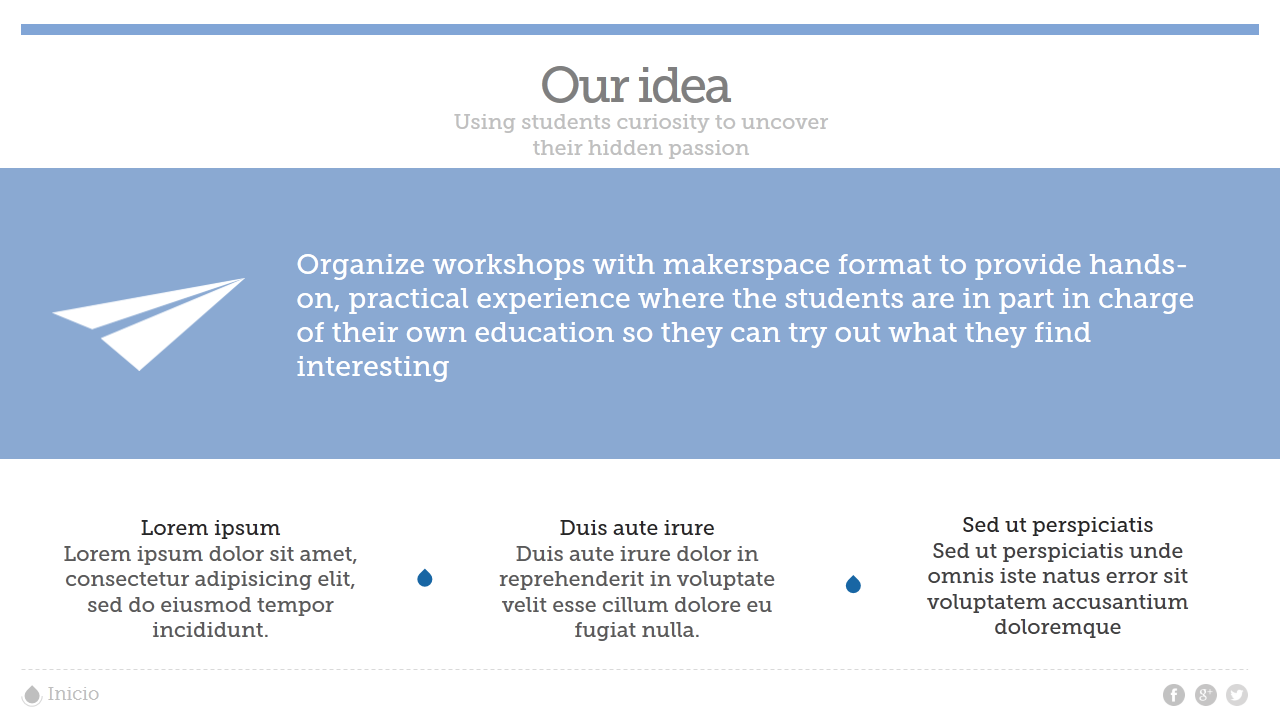 Our idea
Using students curiosity to uncover
their hidden passion
Organize workshops with makerspace format to provide hands-
on, practical experience where the students are in part in charge
of their own education so they can try out what they find
interesting
Lorem ipsum
Lorem ipsum dolor sit amet,
consectetur adipisicing elit,
sed do eiusmod tempor
incididunt.
Duis aute irure
Duis aute irure dolor in
reprehenderit in voluptate
velit esse cillum dolore eu
fugiat nulla.
Sed ut perspiciatis
Sed ut perspiciatis unde
omnis iste natus error sit
voluptatem accusantium
doloremque
Inicio